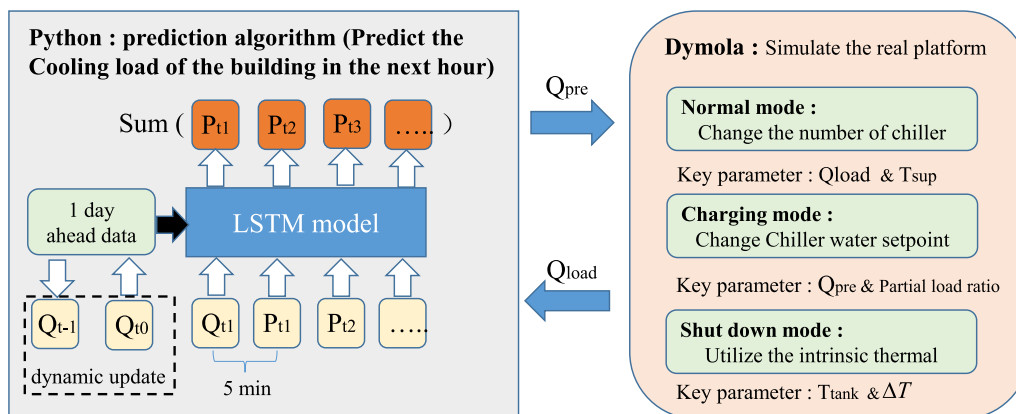 Python : prediction algorithm (Predict the
Cooling load of the building in the next hour)
Sum ( Pt1 Pt2 Pt3 ..... )
1 day
ahead data
LSTM model
Qt-1 Qt0 Qt1 Pt1 Pt2 .....
dynamic update
5 min
Qpre
Qload
Dymola : Simulate the real platform
Normal mode :
Change the number of chiller
Key parameter : Qload & Tsup
Charging mode :
Change Chiller water setpoint
Key parameter : Qpre & Partial load ratio
Shut down mode :
Utilize the intrinsic thermal
Key parameter : Ttank & ΔT